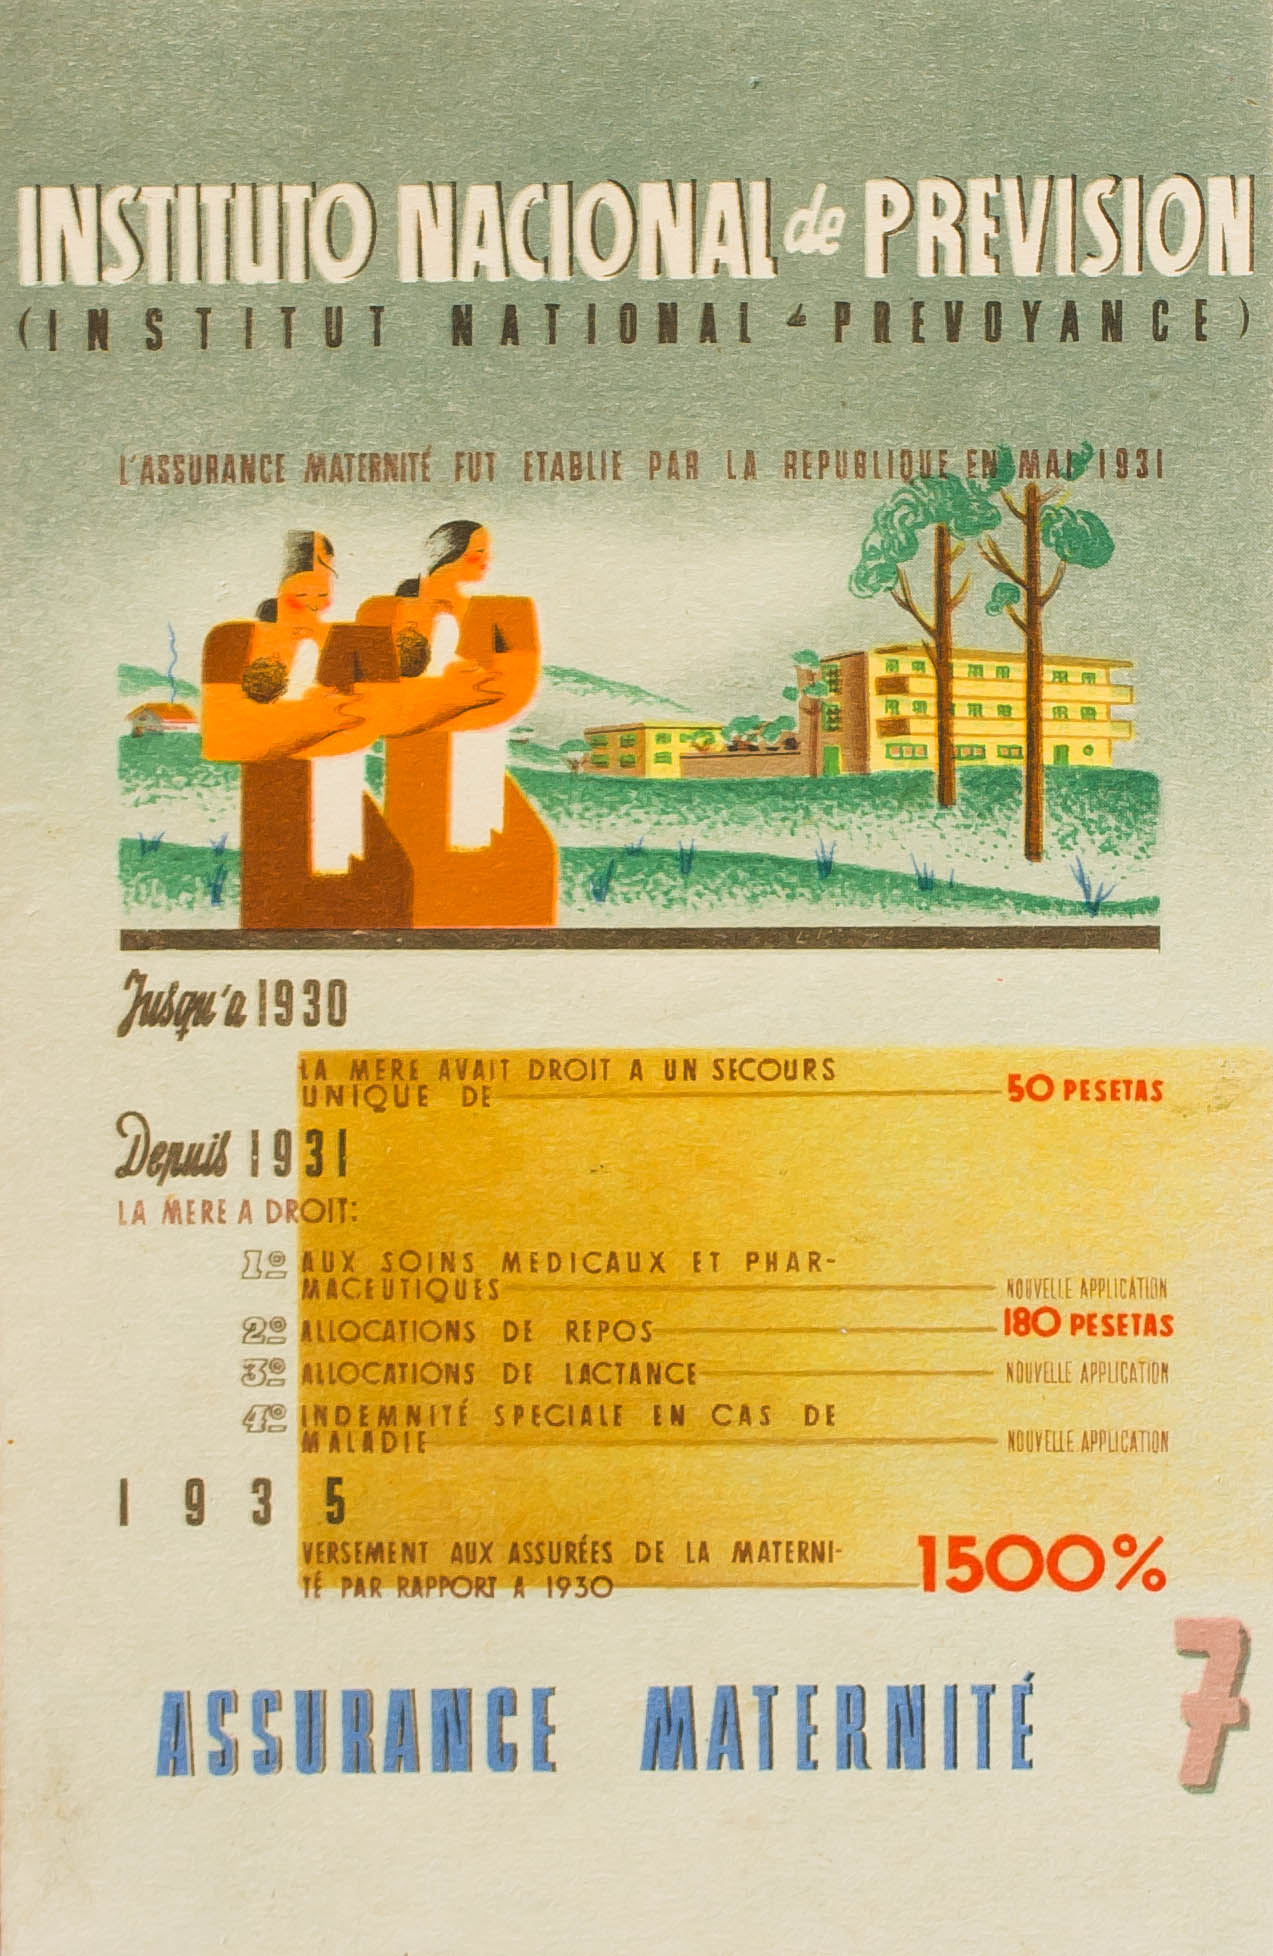 INSTITUTO NACIONAL de PREVISION
(INSTITUT NATIONAL de PREVOYANCE)
L'ASSURANCE MATERNITÉ FUT ETABLIE PAR LA REPUBLIQUE EN MAI 1931
Jusqu'a 1930
LA MERE AVAIT DROIT A UN SECOURS
UNIQUE DE 50 PESETAS
Depuis 1931
LA MERE A DROIT:
1º AUX SOINS MEDICAUX ET PHAR-
MACEUTIQUES NOUVELLE APPLICATION
2º ALLOCATIONS DE REPOS 180 PESETAS
3º ALLOCATIONS DE LACTANCE NOUVELLE APPLICATION
4º INDEMNITÉ SPECIALE EN CAS DE
MALADIE NOUVELLE APPLICATION
1935
VERSEMENT AUX ASSURÉES DE LA MATERNI-
TÉ PAR RAPPORT A 1930 1500%
ASSURANCE MATERNITÉ 7